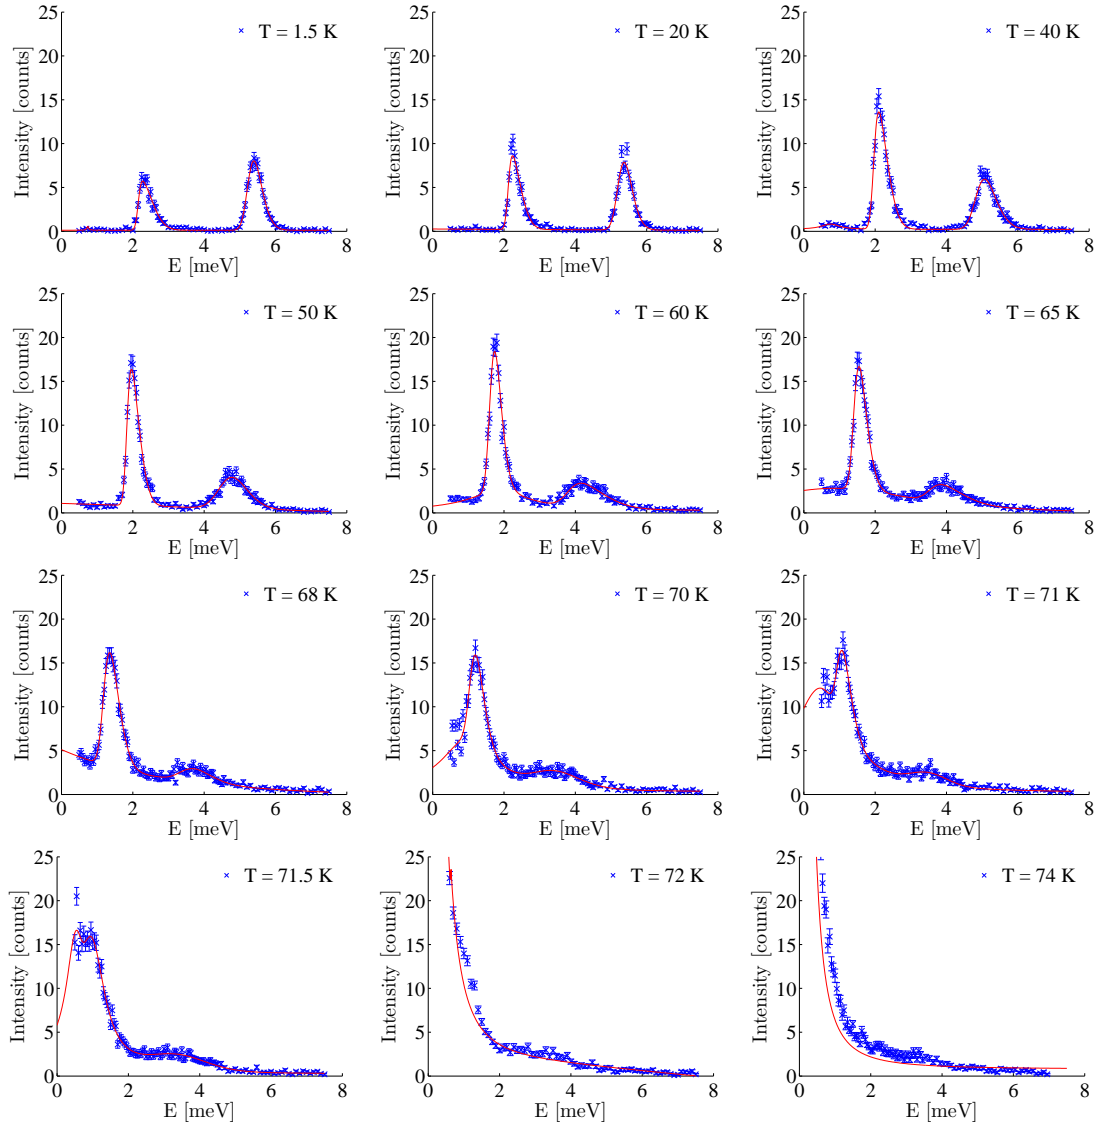 25
20
15
10
5
0
Intensity [counts]
T = 1.5 K
0 2 4 6 8
E [meV]
25
20
15
10
5
0
Intensity [counts]
T = 20 K
0 2 4 6 8
E [meV]
25
20
15
10
5
0
Intensity [counts]
T = 40 K
0 2 4 6 8
E [meV]
25
20
15
10
5
0
Intensity [counts]
T = 50 K
0 2 4 6 8
E [meV]
25
20
15
10
5
0
Intensity [counts]
T = 60 K
0 2 4 6 8
E [meV]
25
20
15
10
5
0
Intensity [counts]
T = 65 K
0 2 4 6 8
E [meV]
25
20
15
10
5
0
Intensity [counts]
T = 68 K
0 2 4 6 8
E [meV]
25
20
15
10
5
0
Intensity [counts]
T = 70 K
0 2 4 6 8
E [meV]
25
20
15
10
5
0
Intensity [counts]
T = 71 K
0 2 4 6 8
E [meV]
25
20
15
10
5
0
Intensity [counts]
T = 71.5 K
0 2 4 6 8
E [meV]
25
20
15
10
5
0
Intensity [counts]
T = 72 K
0 2 4 6 8
E [meV]
25
20
15
10
5
0
Intensity [counts]
T = 74 K
0 2 4 6 8
E [meV]